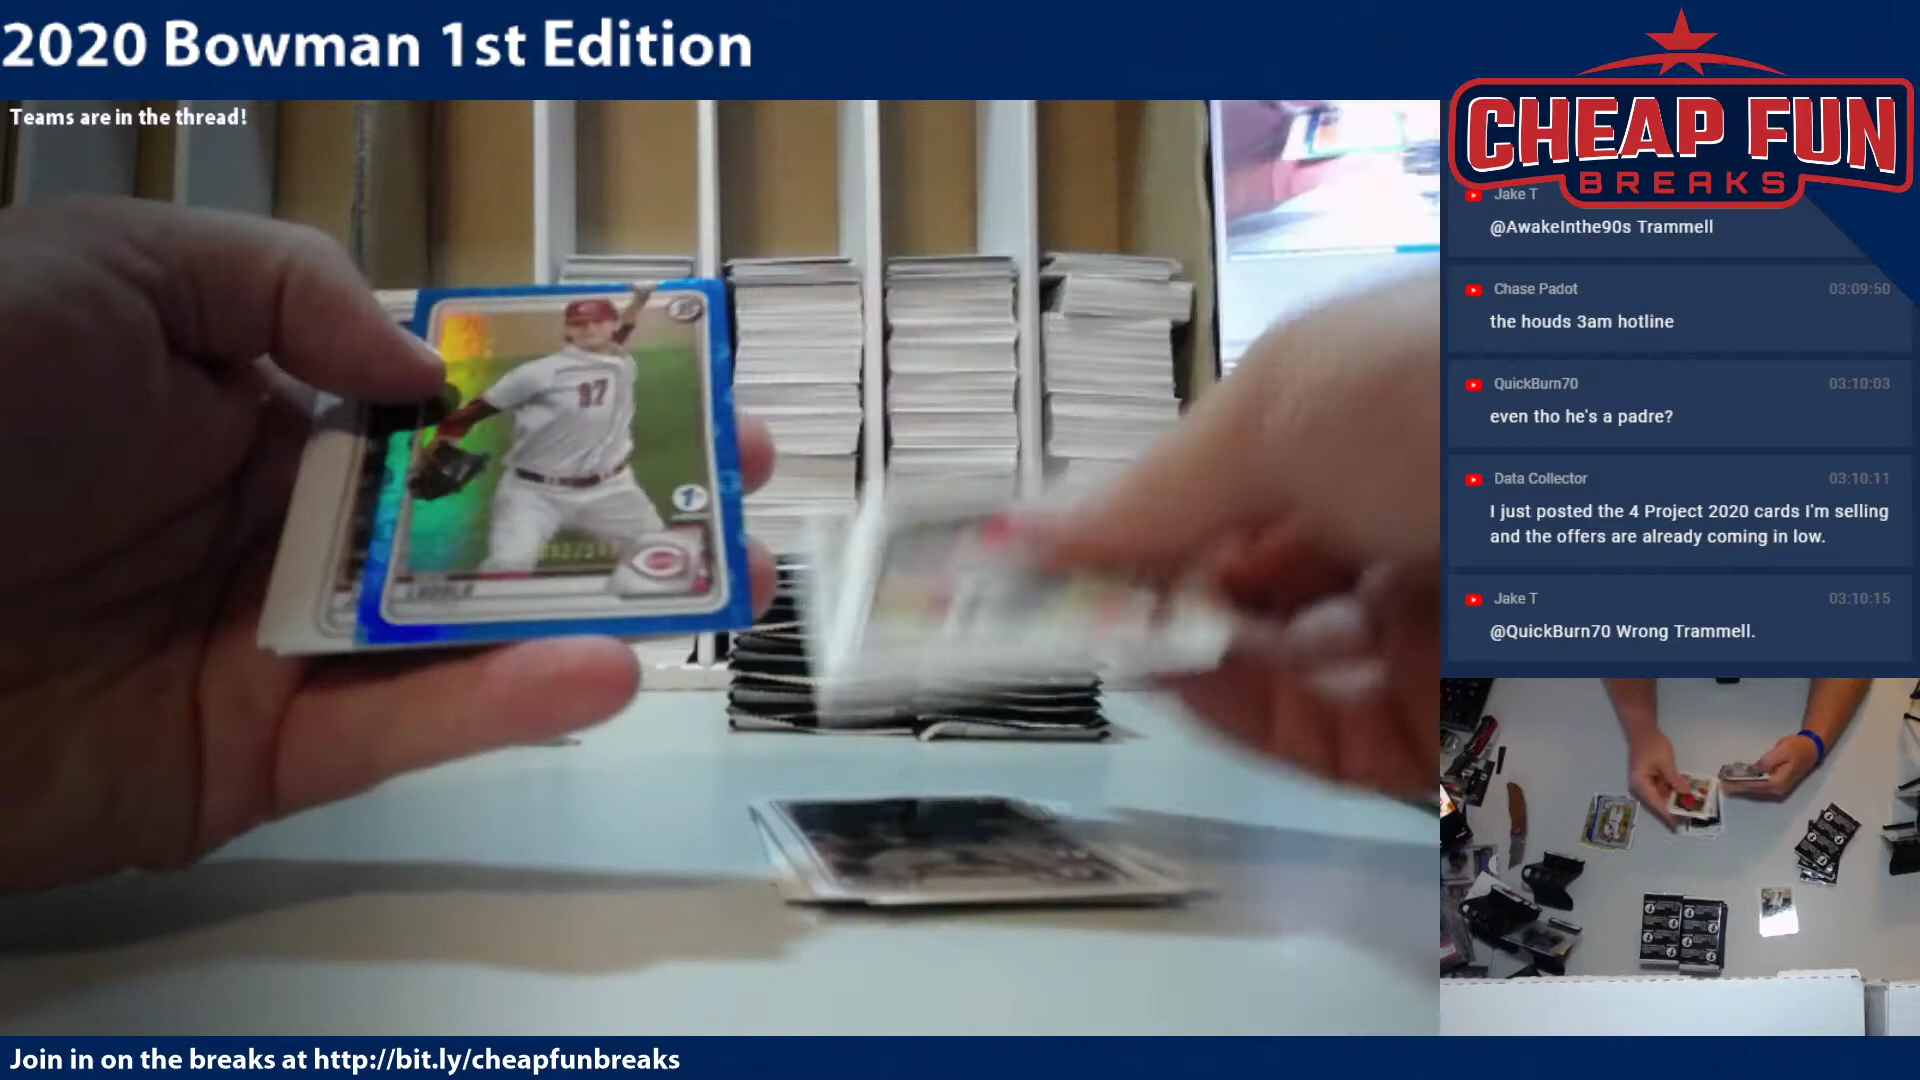 2020 Bowman 1st Edition
Teams are in the thread!
CHEAP FUN
BREAKS
Jake T
@AwakeInthe90s Trammell
Chase Padot 03:09:50
the houds 3am hotline
QuickBurn70 03:10:03
even tho he's a padre?
Data Collector 03:10:11
I just posted the 4 Project 2020 cards I'm selling
and the offers are already coming in low.
Jake T 03:10:15
@QuickBurn70 Wrong Trammell.
97
Join in on the breaks at http://bit.ly/cheapfunbreaks